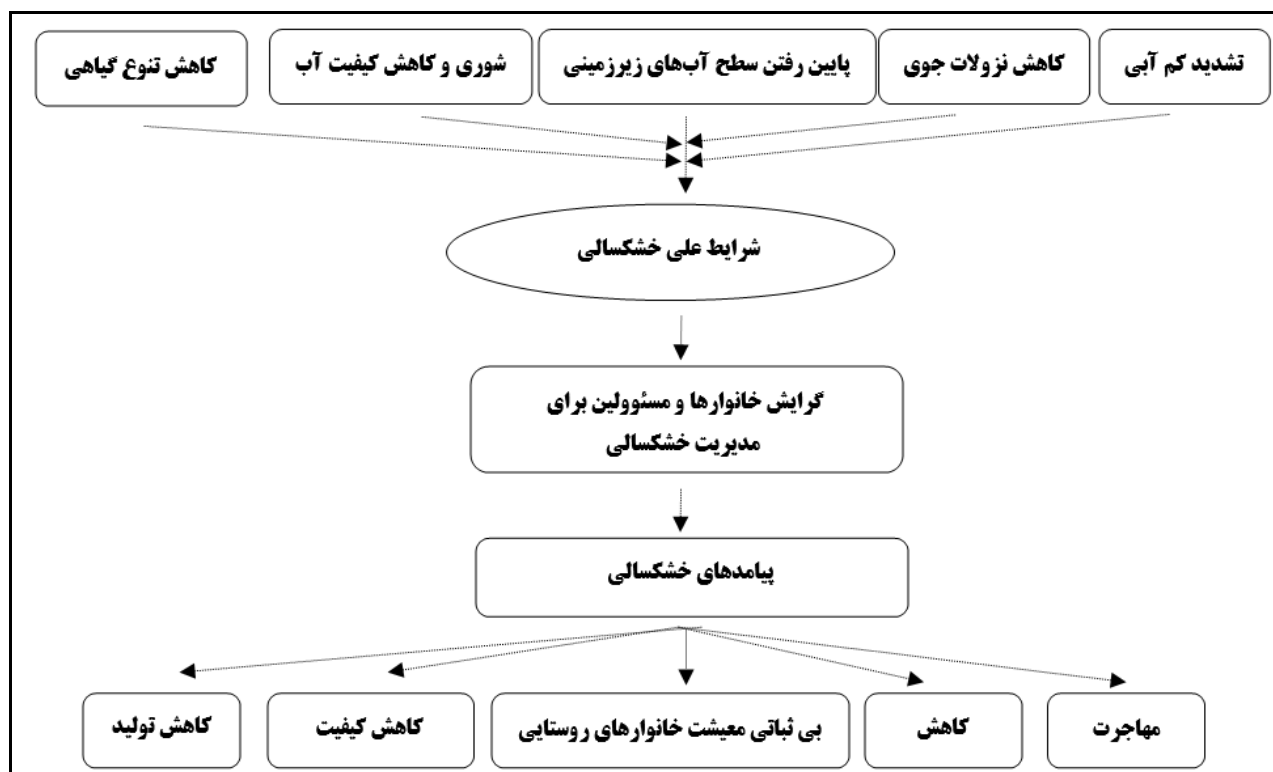 تشدید کم آبی
کاهش نزولات جوی
پایین رفتن سطح آب‌های زیرزمینی
شوری و کاهش کیفیت آب
کاهش تنوع گیاهی
شرایط علی خشکسالی
گرایش خانوارها و مسئوولین برای
مدیریت خشکسالی
پیامدهای خشکسالی
مهاجرت
کاهش
بی ثباتی معیشت خانوارهای روستایی
کاهش کیفیت
کاهش تولید